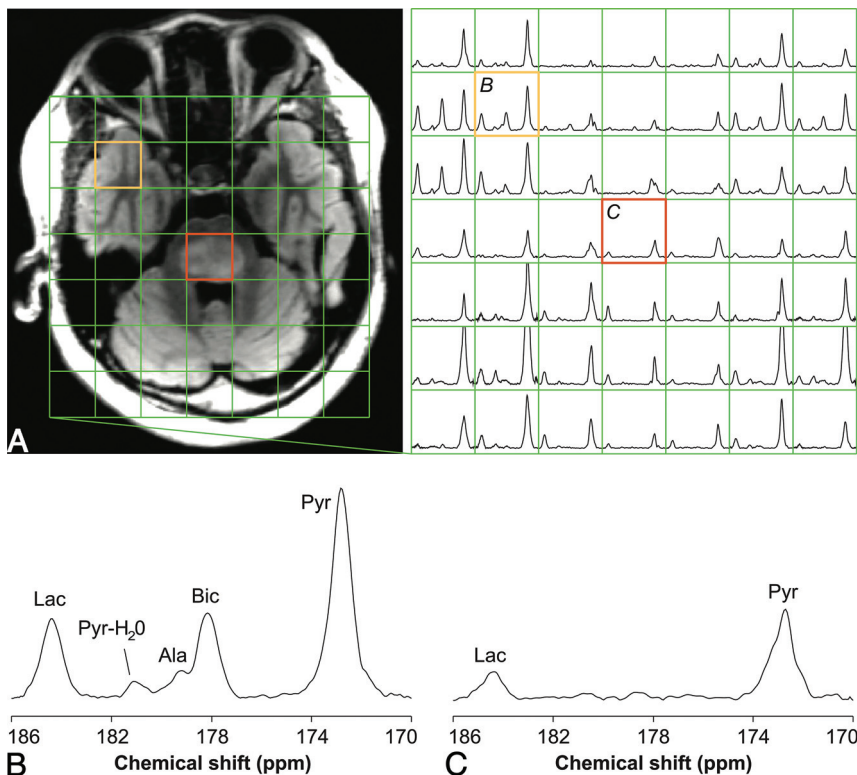 B
C
A
Pyr
Lac
Bic
Pyr-H₂0
Ala
186 182 178 174 170
Chemical shift (ppm)
B
Pyr
Lac
186 182 178 174 170
Chemical shift (ppm)
C